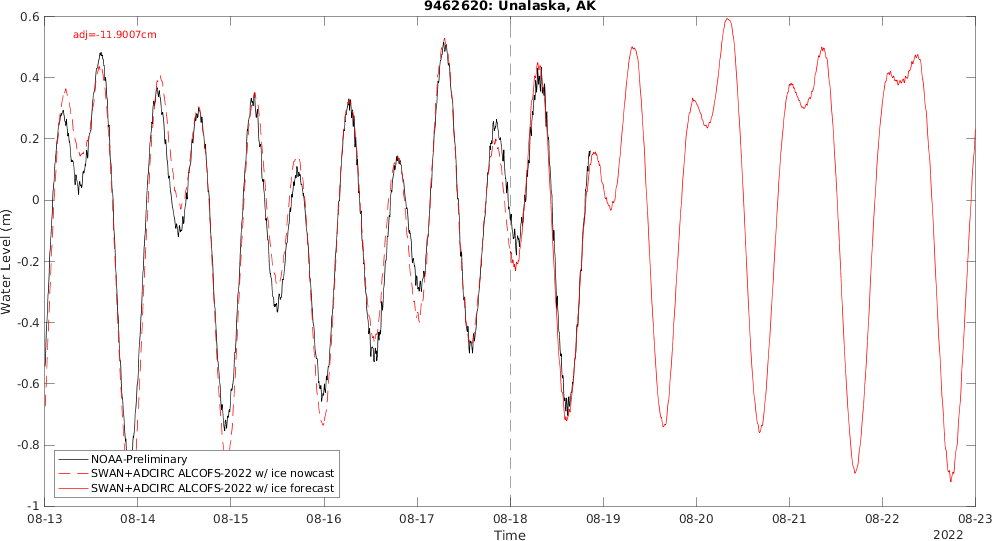 9462620: Unalaska, AK
adj=-11.9007cm
Water Level (m)
0.6
0.4
0.2
0
-0.2
-0.4
-0.6
-0.8
-1
NOAA-Preliminary
SWAN+ADCIRC ALCOFS-2022 w/ ice nowcast
SWAN+ADCIRC ALCOFS-2022 w/ ice forecast
08-13 08-14 08-15 08-16 08-17 08-18 08-19 08-20 08-21 08-22 08-23
Time
2022